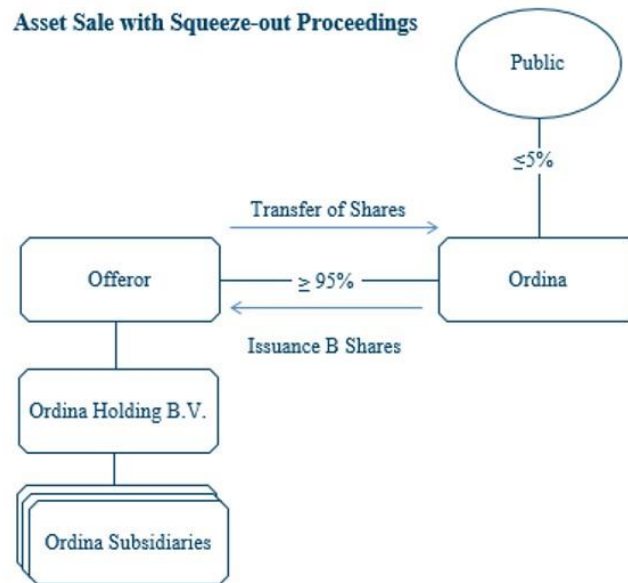 Asset Sale with Squeeze-out Proceedings
Public
≤5%
Transfer of Shares
Offeror
≥ 95%
Ordina
Issuance B Shares
Ordina Holding B.V.
Ordina Subsidiaries